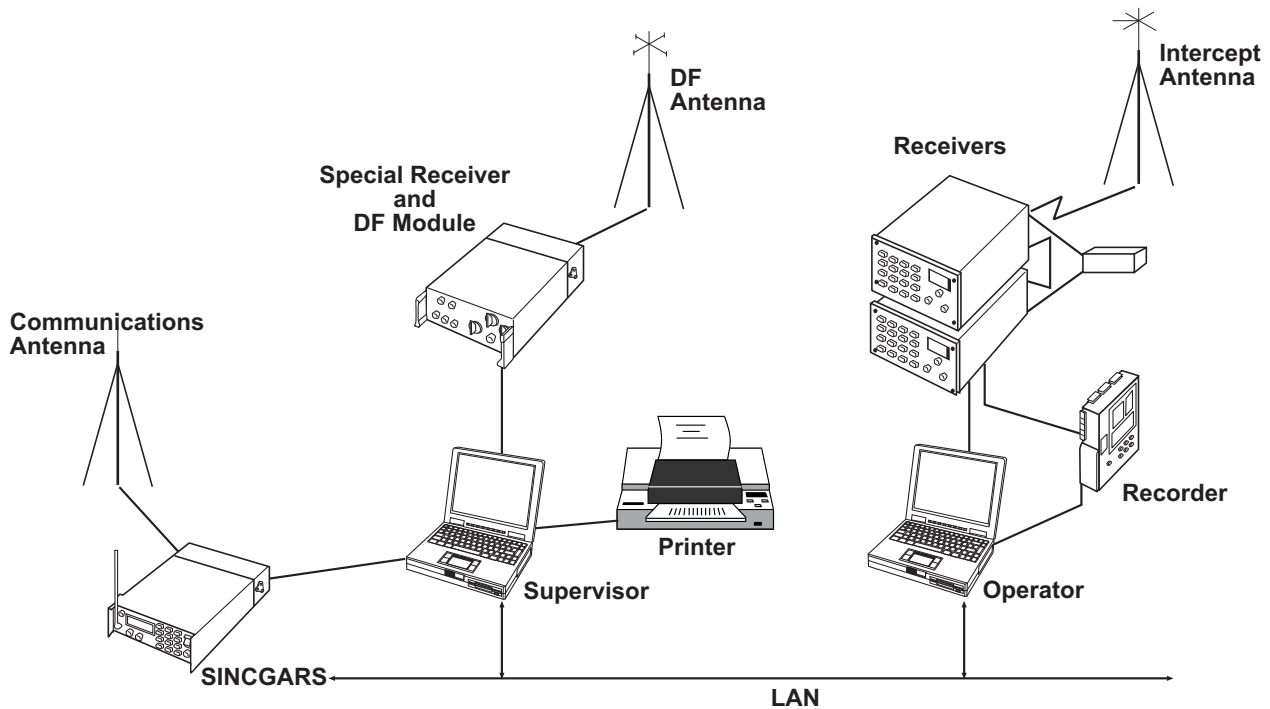 DF
Antenna
Intercept
Antenna
Receivers
Special Receiver
and
DF Module
Communications
Antenna
Recorder
Printer
Supervisor
Operator
SINCGARS
LAN